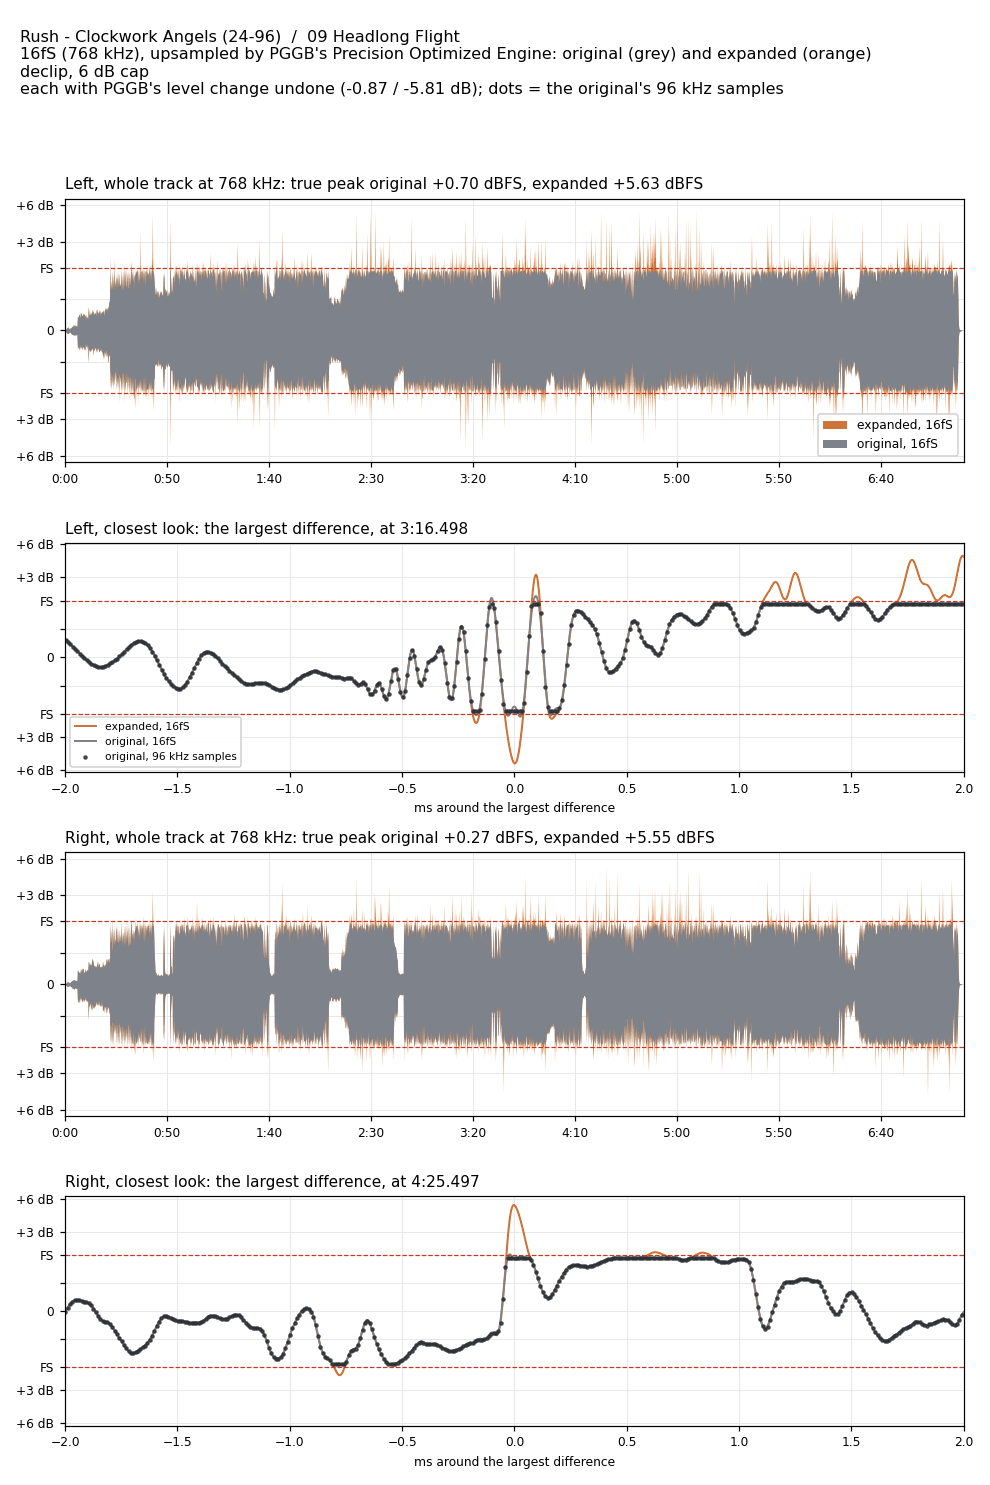 Rush - Clockwork Angels (24-96)  /  09 Headlong Flight
16fS (768 kHz), upsampled by PGGB's Precision Optimized Engine: original (grey) and expanded (orange)
declip, 6 dB cap
each with PGGB's level change undone (-0.87 / -5.81 dB); dots = the original's 96 kHz samples
Left, whole track at 768 kHz: true peak original +0.70 dBFS, expanded +5.63 dBFS
+6 dB
+3 dB
FS
0
FS
+3 dB
+6 dB
expanded, 16fS
original, 16fS
0:00 0:50 1:40 2:30 3:20 4:10 5:00 5:50 6:40
Left, closest look: the largest difference, at 3:16.498
+6 dB
+3 dB
FS
0
FS
+3 dB
+6 dB
expanded, 16fS
original, 16fS
original, 96 kHz samples
−2.0 −1.5 −1.0 −0.5 0.0 0.5 1.0 1.5 2.0
ms around the largest difference
Right, whole track at 768 kHz: true peak original +0.27 dBFS, expanded +5.55 dBFS
+6 dB
+3 dB
FS
0
FS
+3 dB
+6 dB
0:00 0:50 1:40 2:30 3:20 4:10 5:00 5:50 6:40
Right, closest look: the largest difference, at 4:25.497
+6 dB
+3 dB
FS
0
FS
+3 dB
+6 dB
−2.0 −1.5 −1.0 −0.5 0.0 0.5 1.0 1.5 2.0
ms around the largest difference